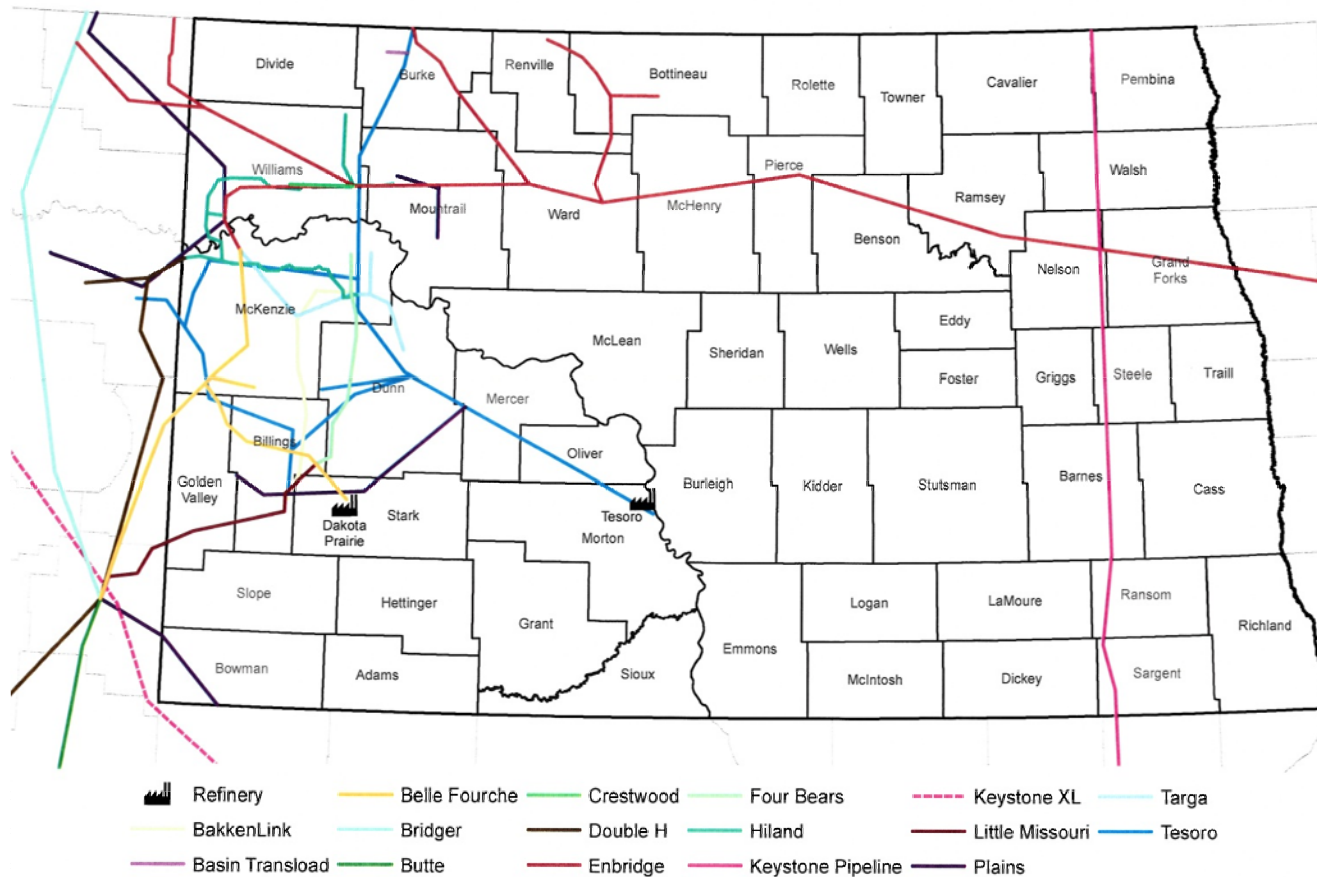 Divide
Burke
Renville
Bottineau
Rolette
Towner
Cavalier
Pembina
Williams
Mountrail
Ward
McHenry
Pierce
Ramsey
Walsh
Benson
Nelson
Grand
Forks
McKenzie
McLean
Sheridan
Wells
Eddy
Foster
Griggs
Steele
Traill
Dunn
Mercer
Oliver
Billings
Golden
Valley
Stark
Dakota
Prairie
Tesoro
Morton
Burleigh
Kidder
Stutsman
Barnes
Cass
Slope
Hettinger
Grant
Bowman
Adams
Sioux
Emmons
Logan
LaMoure
Ransom
Richland
McIntosh
Dickey
Sargent
Refinery
Belle Fourche
Crestwood
Four Bears
Keystone XL
Targa
BakkenLink
Bridger
Double H
Hiland
Little Missouri
Tesoro
Basin Transload
Butte
Enbridge
Keystone Pipeline
Plains